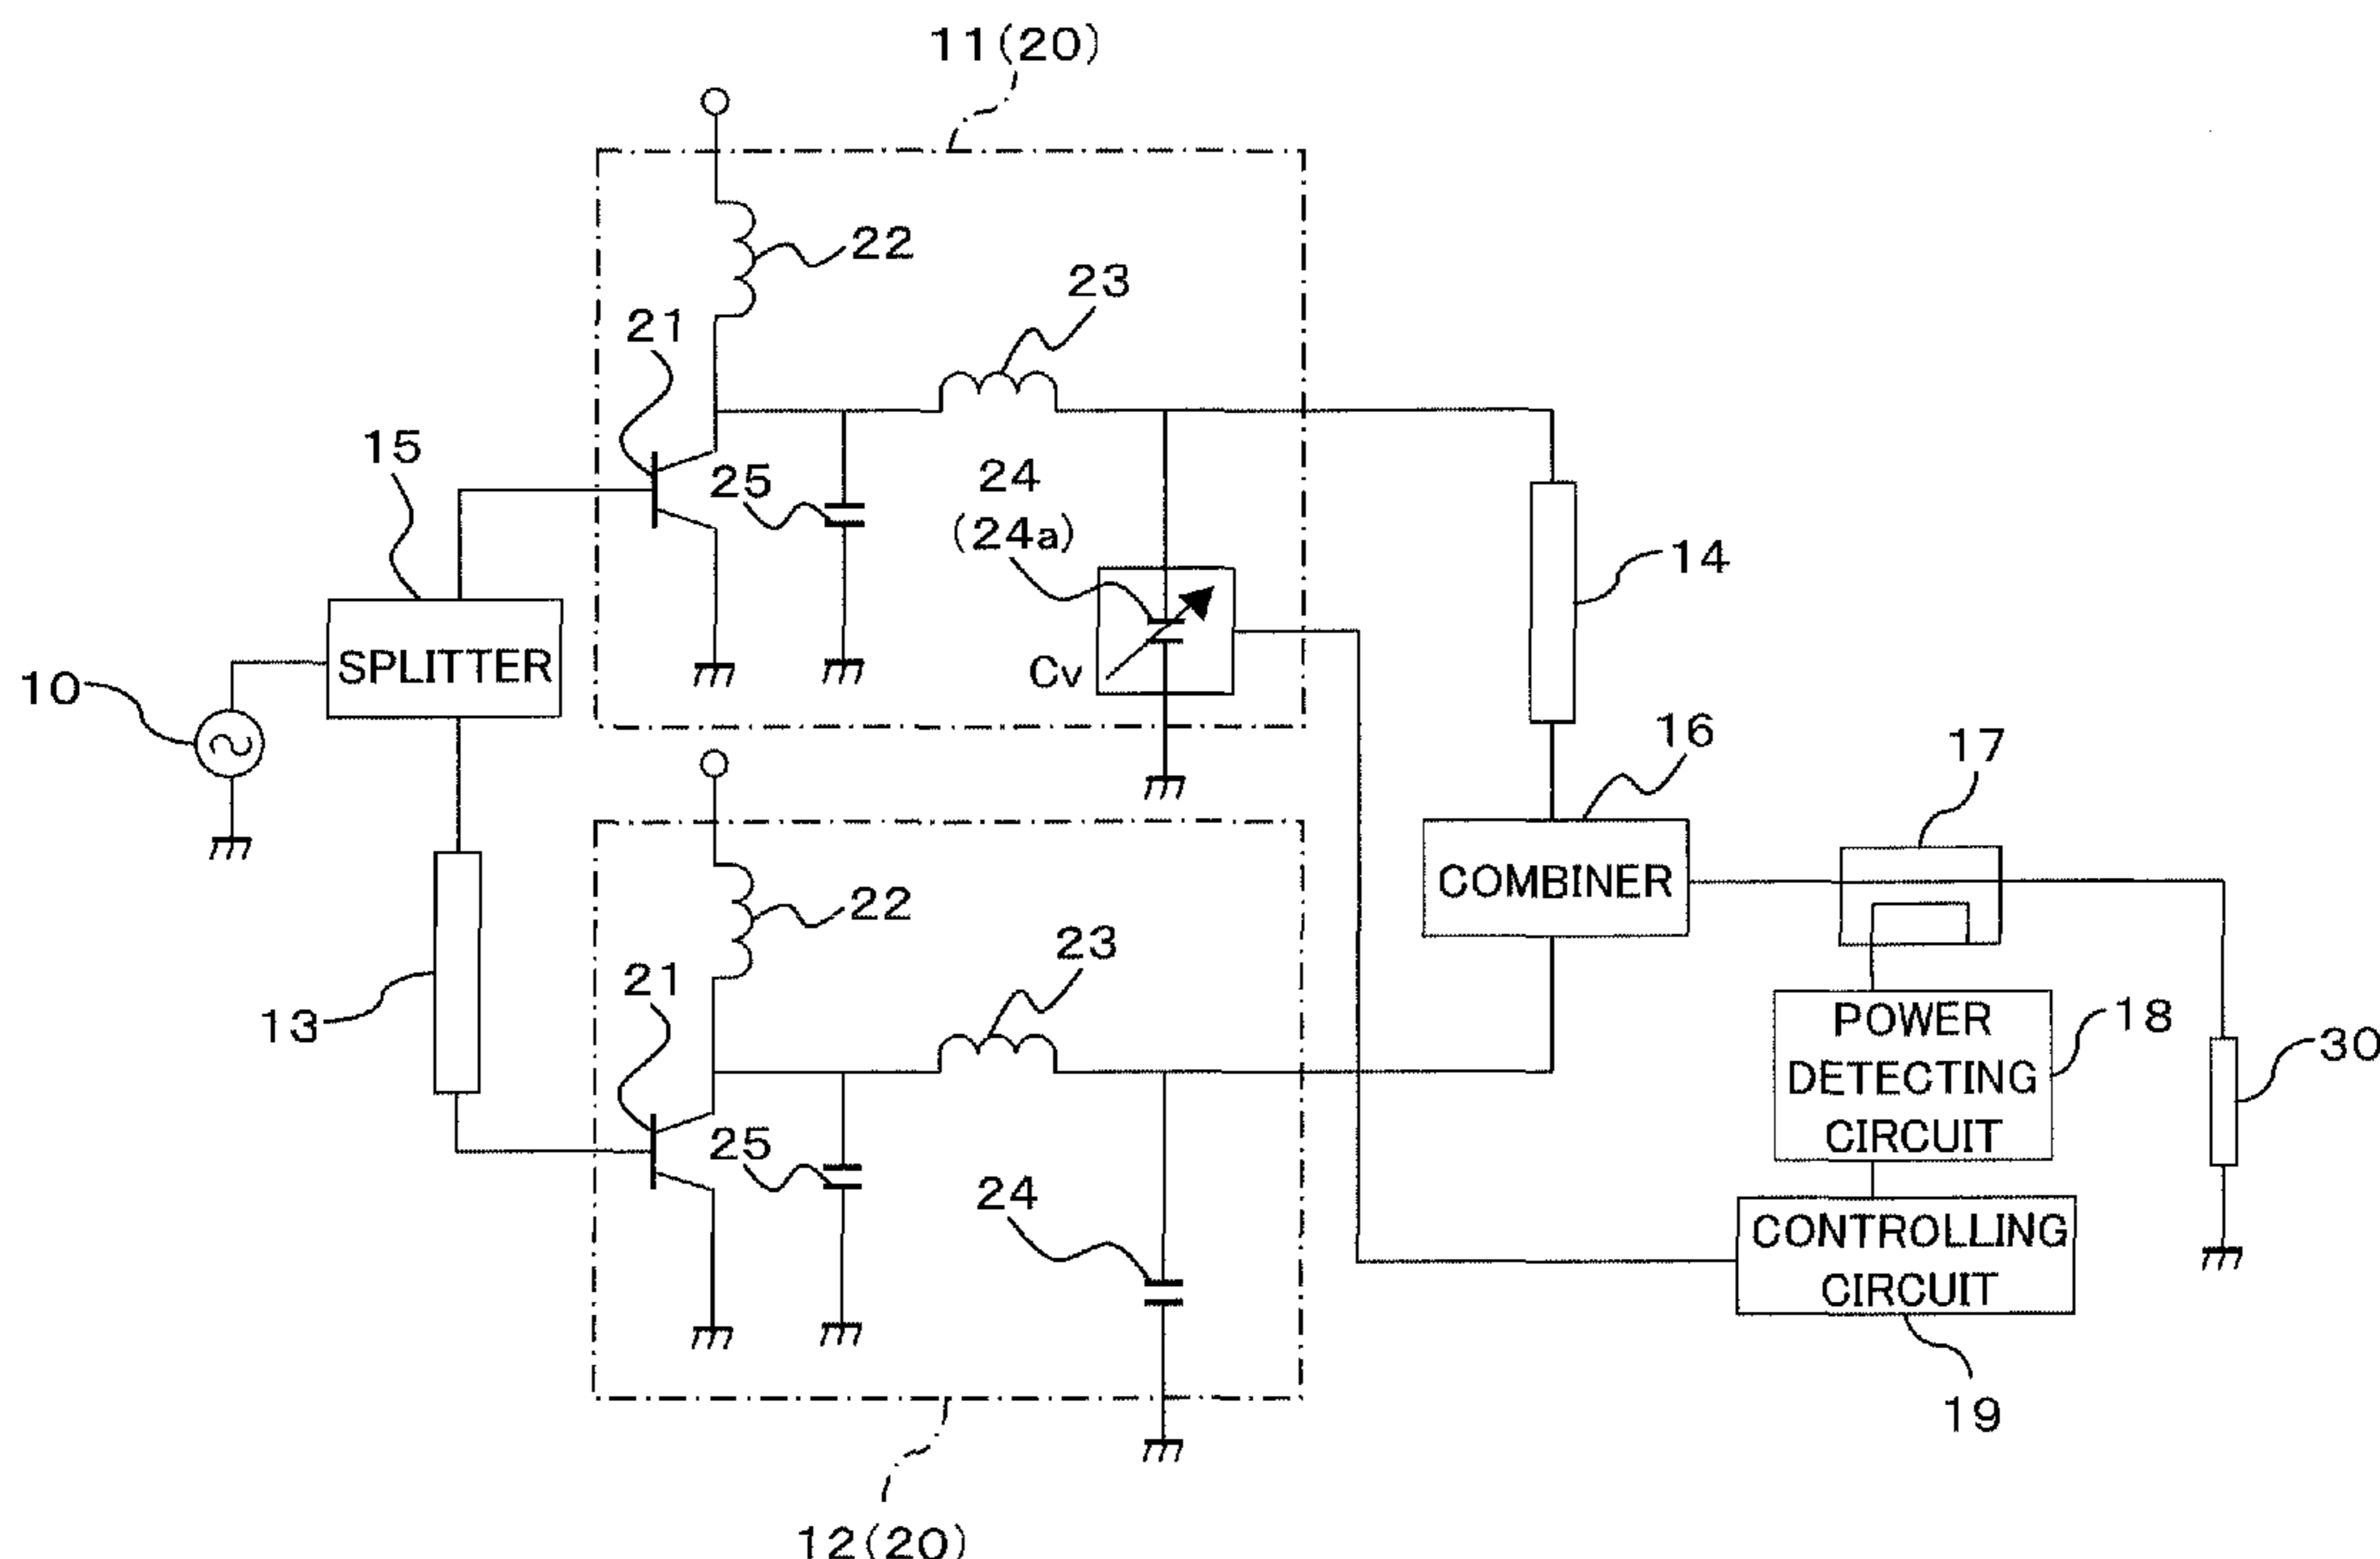 11(20)
22
23
21
15
25
24
(24a)
14
SPLITTER
10
Cv
16
17
COMBINER
22
23
21
13
POWER
DETECTING
CIRCUIT
18
30
25
24
CONTROLLING
CIRCUIT
19
12(20)